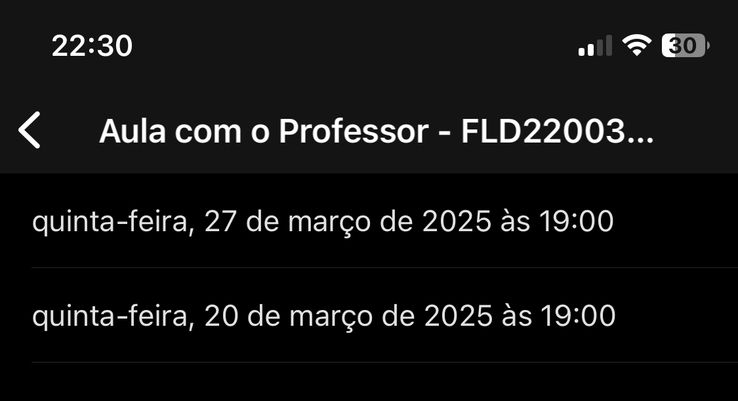 22:30
30
Aula com o Professor - FLD22003...
quinta-feira, 27 de março de 2025 às 19:00
quinta-feira, 20 de março de 2025 às 19:00